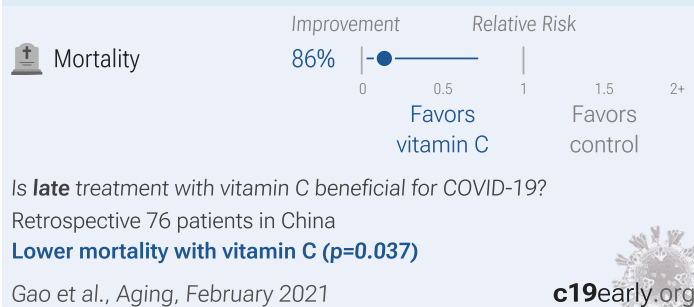 Improvement Relative Risk
Mortality 86%
0 0.5 1 1.5 2+
Favors vitamin C
Favors control
Is late treatment with vitamin C beneficial for COVID-19?
Retrospective 76 patients in China
Lower mortality with vitamin C (p=0.037)
Gao et al., Aging, February 2021 c19early.org